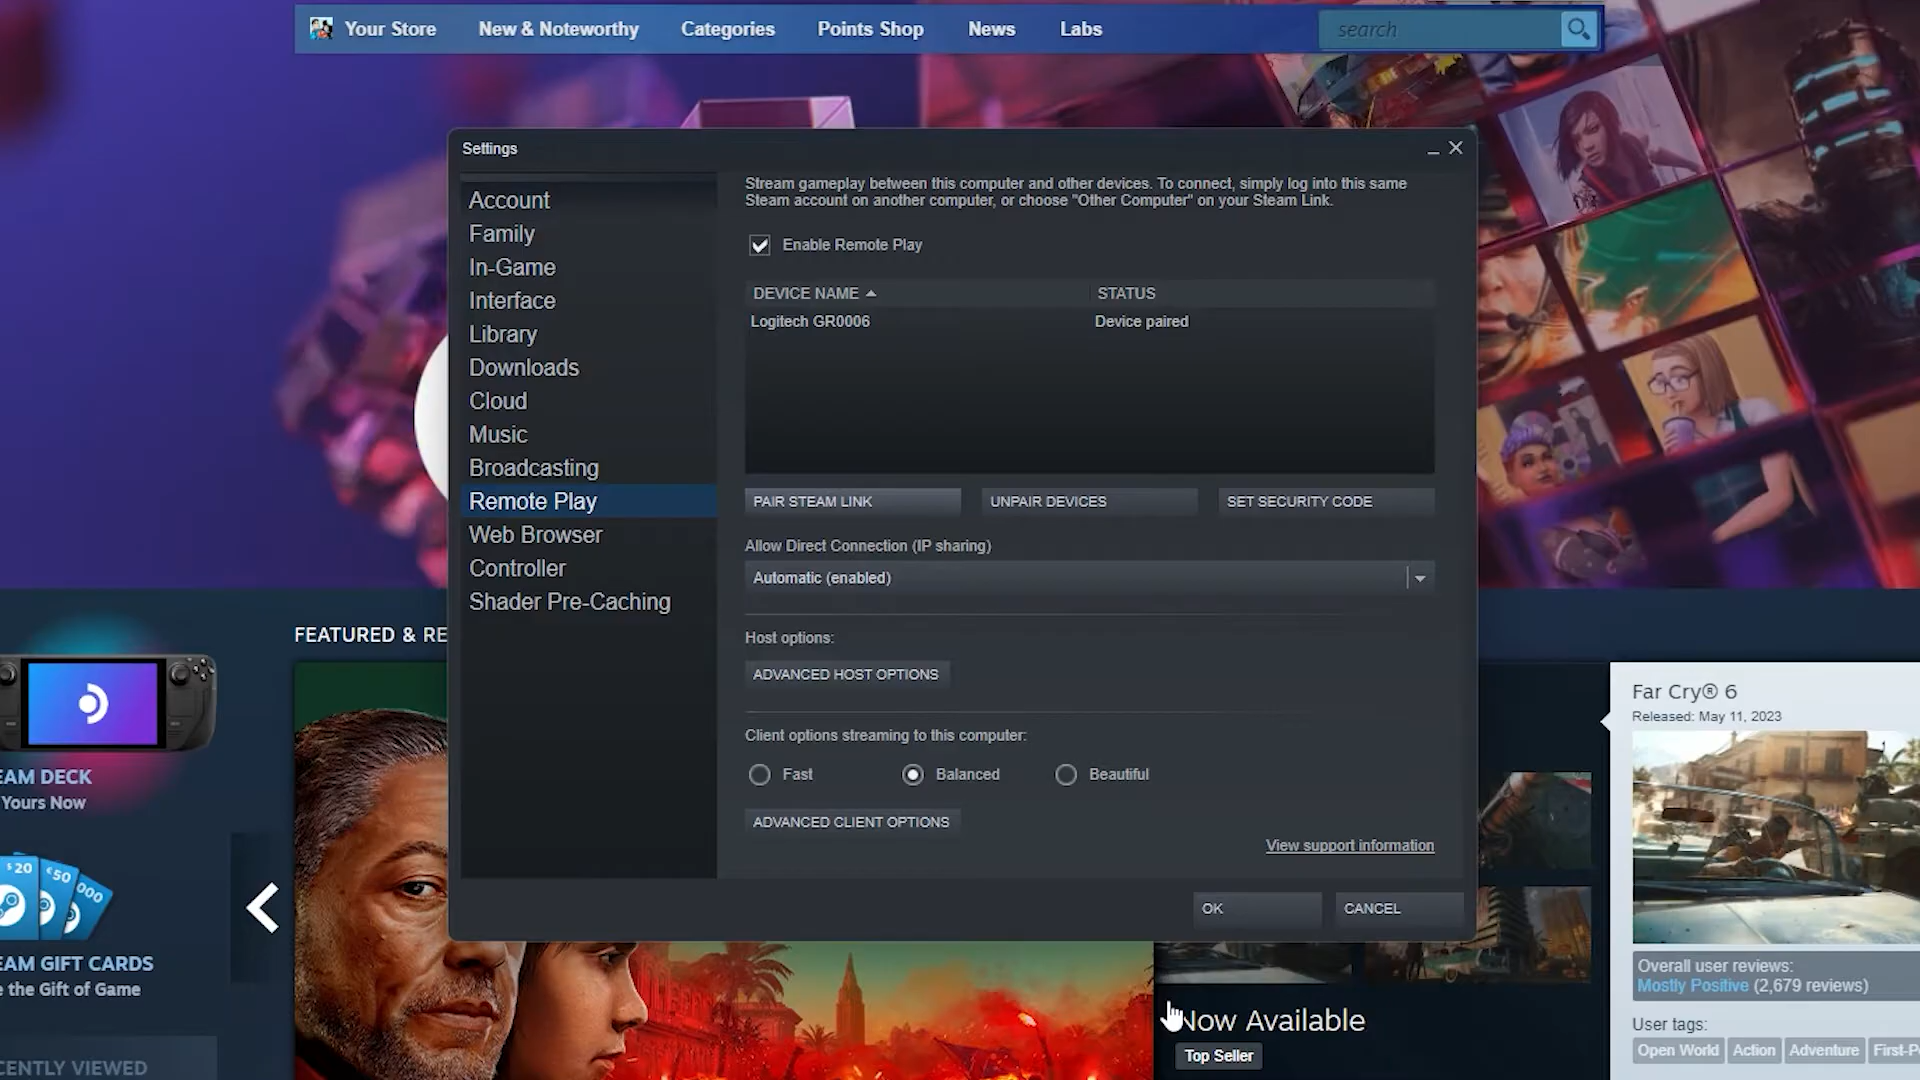 Your Store
New & Noteworthy
Categories
Points Shop
News
Labs
search
Settings
Account
Family
In-Game
Interface
Library
Downloads
Cloud
Music
Broadcasting
Remote Play
Web Browser
Controller
Shader Pre-Caching
Stream gameplay between this computer and other devices. To connect, simply log into this same
Steam account on another computer, or choose "Other Computer" on your Steam Link.
Enable Remote Play
DEVICE NAME
STATUS
Logitech GR0006
Device paired
PAIR STEAM LINK
UNPAIR DEVICES
SET SECURITY CODE
Allow Direct Connection (IP sharing)
Automatic (enabled)
Host options:
ADVANCED HOST OPTIONS
Client options streaming to this computer:
Fast
Balanced
Beautiful
ADVANCED CLIENT OPTIONS
View support information
OK
CANCEL
FEATURED & RE
EAM DECK
Yours Now
$20
€50
000
EAM GIFT CARDS
e the Gift of Game
CENTLY VIEWED
Now Available
Top Seller
Far Cry® 6
Released: May 11, 2023
Overall user reviews:
Mostly Positive (2,679 reviews)
User tags:
Open World
Action
Adventure
First-P